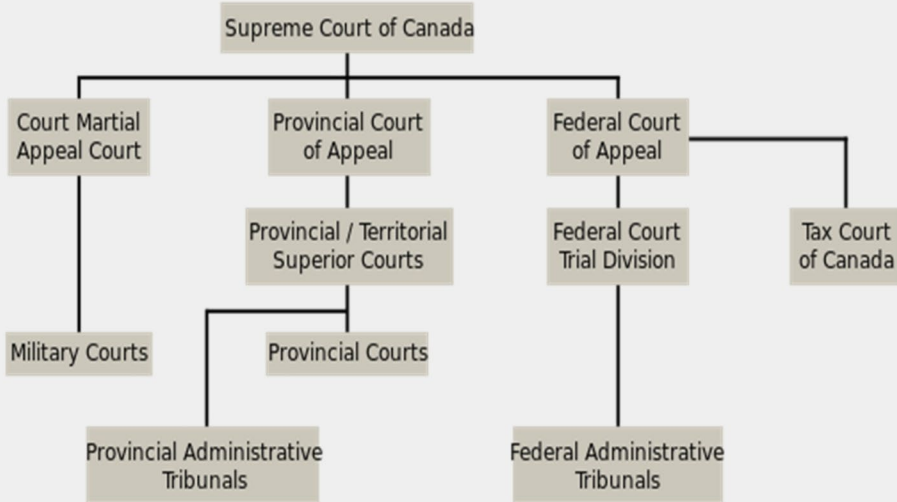 Supreme Court of Canada
Court Martial
Appeal Court
Provincial Court
of Appeal
Federal Court
of Appeal
Provincial / Territorial
Superior Courts
Federal Court
Trial Division
Tax Court
of Canada
Military Courts
Provincial Courts
Provincial Administrative
Tribunals
Federal Administrative
Tribunals